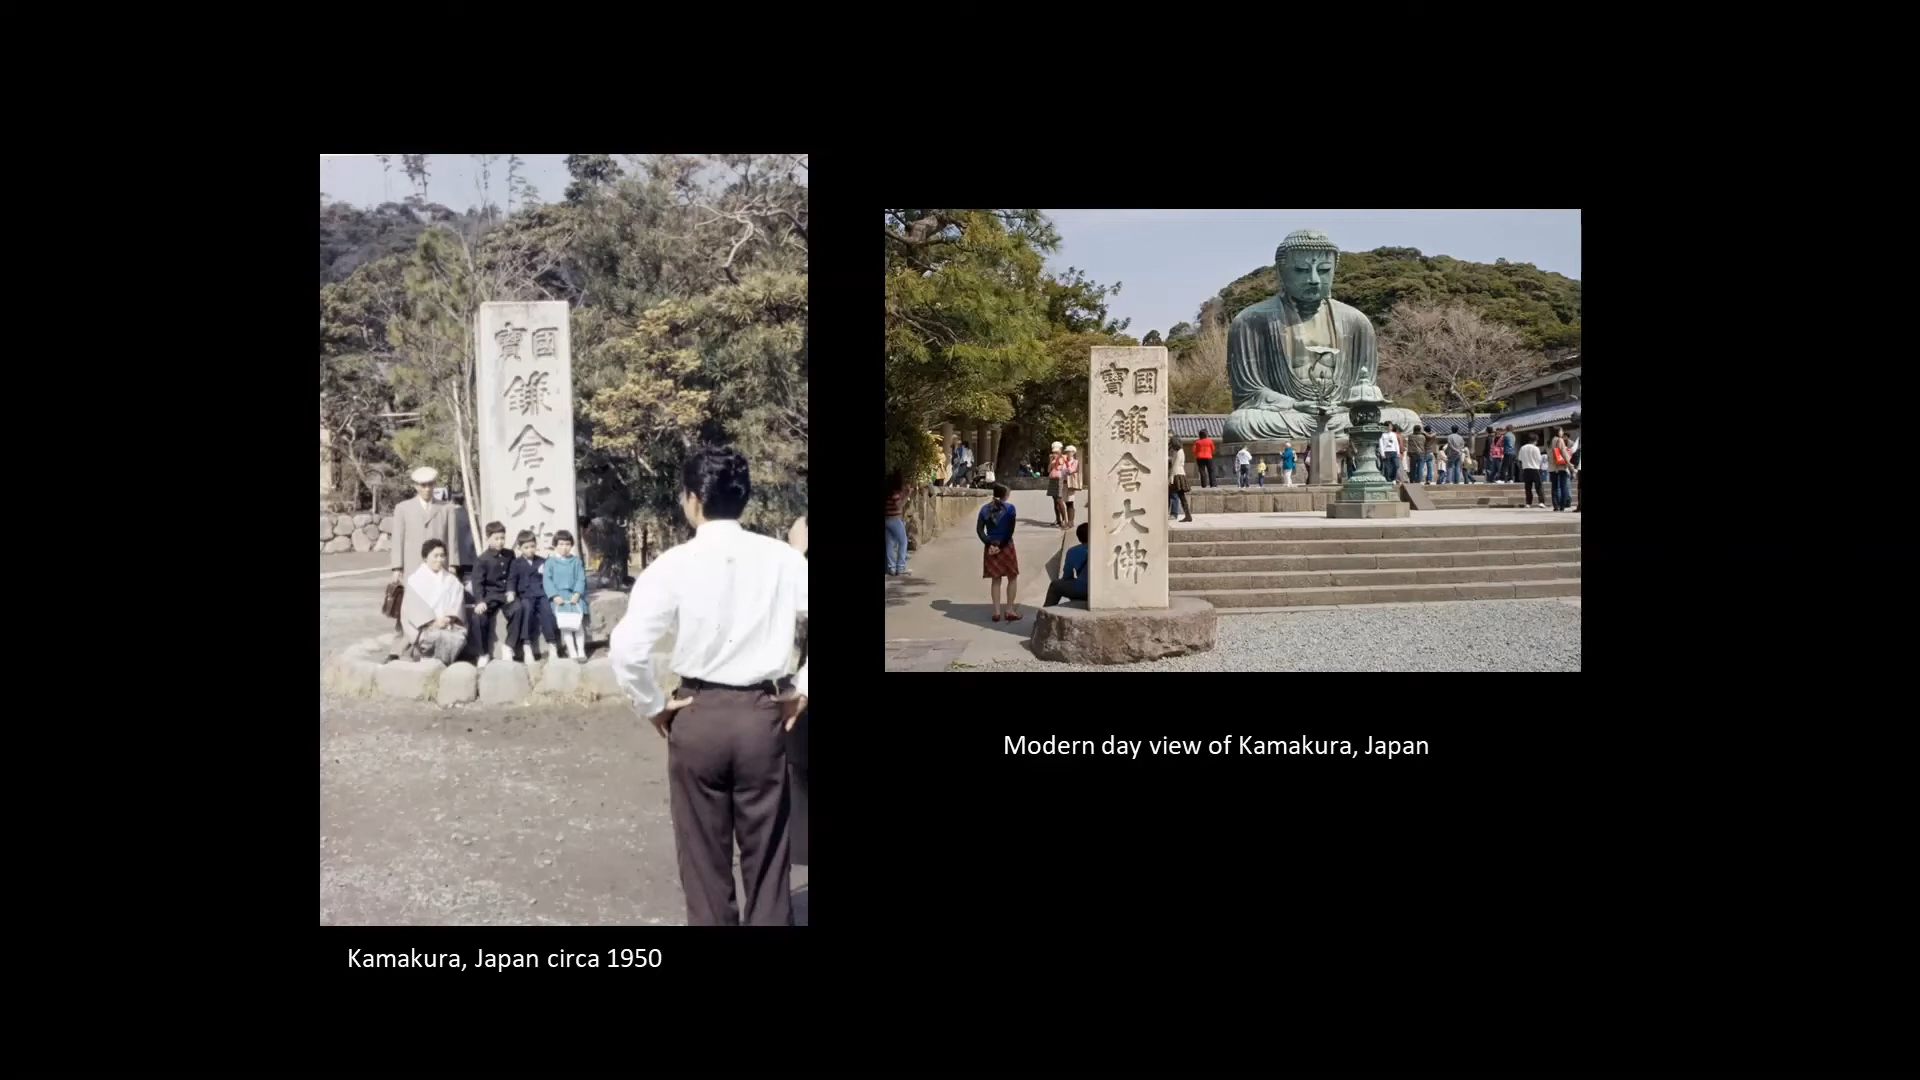 國寶
鎌
倉
大
國寶
鎌
倉
大
佛
Modern day view of Kamakura, Japan
Kamakura, Japan circa 1950